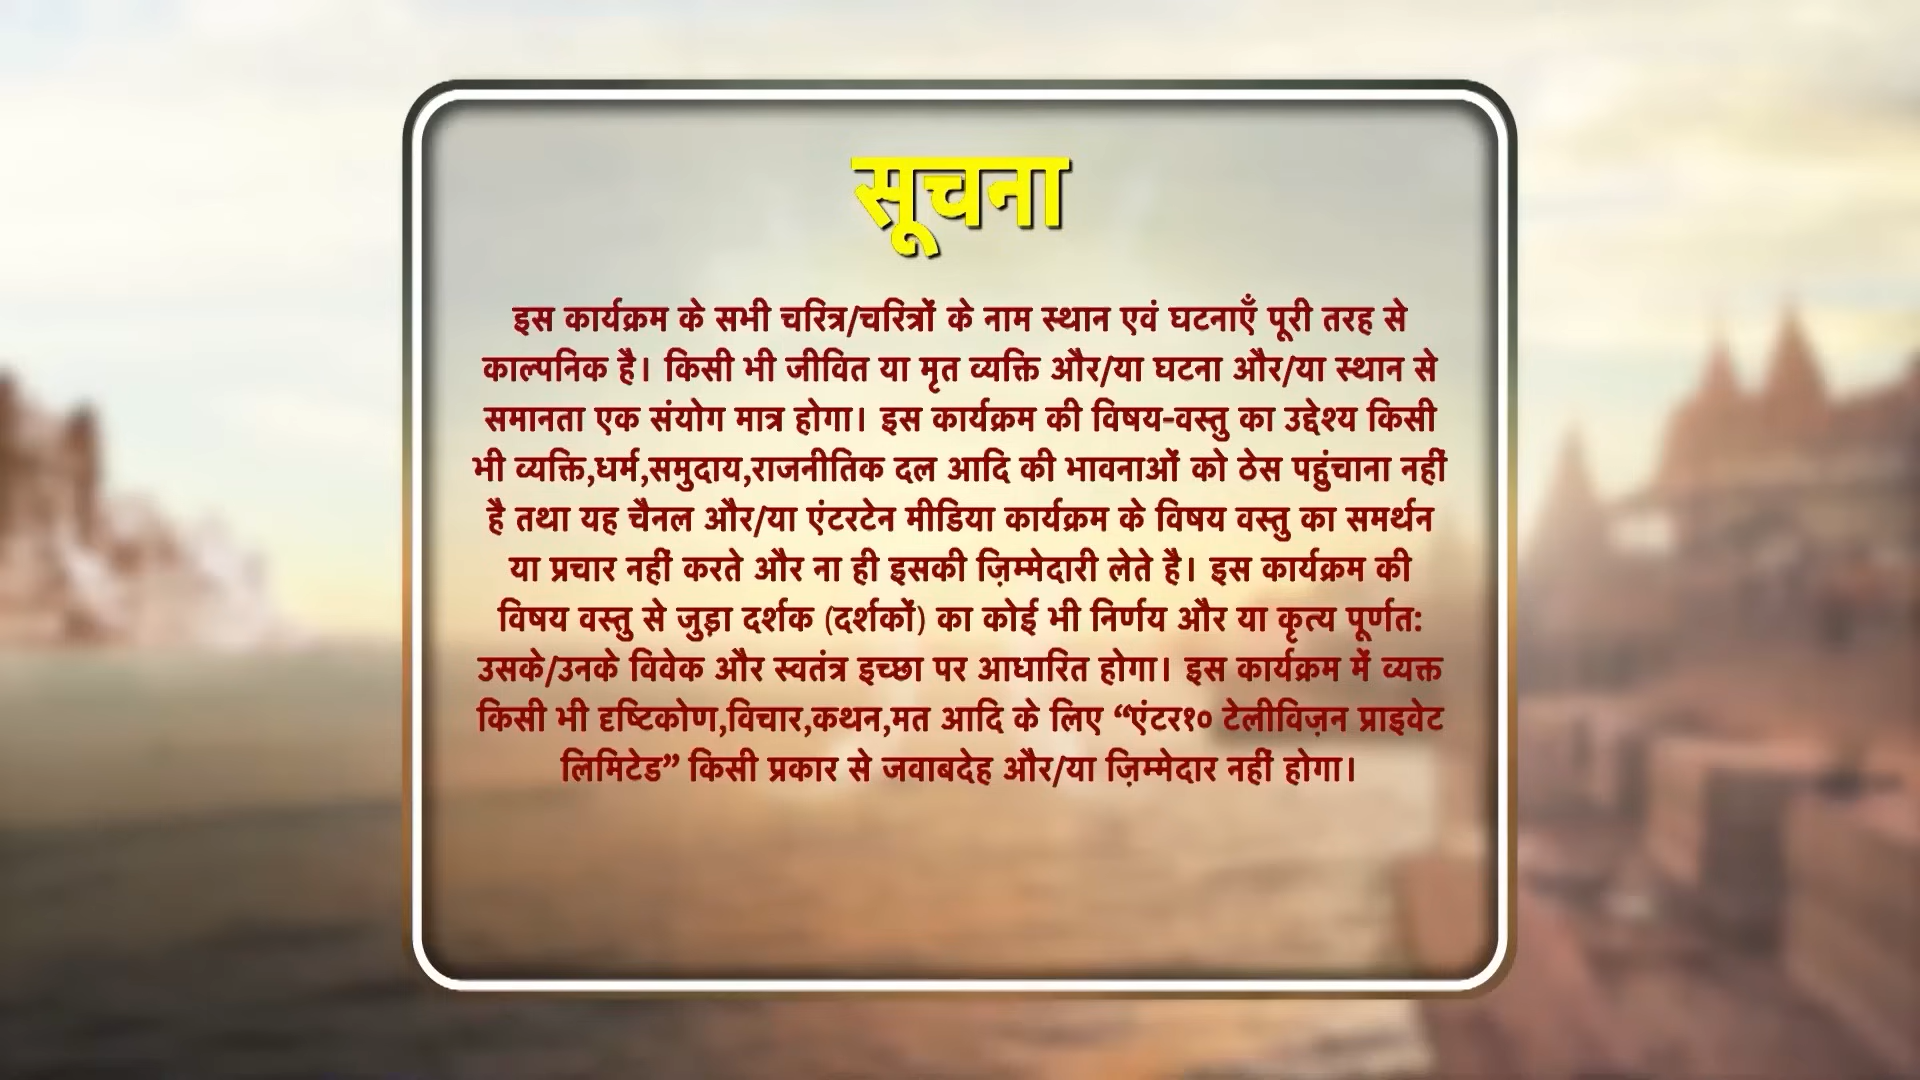 सूचना
इस कार्यक्रम के सभी चरित्र/चरित्रों के नाम स्थान एवं घटनाएँ पूरी तरह से
काल्पनिक है। किसी भी जीवित या मृत व्यक्ति और/या घटना और/या स्थान से
समानता एक संयोग मात्र होगा। इस कार्यक्रम की विषय-वस्तु का उद्देश्य किसी
भी व्यक्ति,धर्म,समुदाय,राजनीतिक दल आदि की भावनाओं को ठेस पहुंचाना नहीं
है तथा यह चैनल और/या एंटरटेन मीडिया कार्यक्रम के विषय वस्तु का समर्थन
या प्रचार नहीं करते और ना ही इसकी ज़िम्मेदारी लेते है। इस कार्यक्रम की
विषय वस्तु से जुड़ा दर्शक (दर्शकों) का कोई भी निर्णय और या कृत्य पूर्णत:
उसके/उनके विवेक और स्वतंत्र इच्छा पर आधारित होगा। इस कार्यक्रम में व्यक्त
किसी भी दृष्टिकोण,विचार,कथन,मत आदि के लिए “एंटर१० टेलीविज़न प्राइवेट
लिमिटेड” किसी प्रकार से जवाबदेह और/या ज़िम्मेदार नहीं होगा।